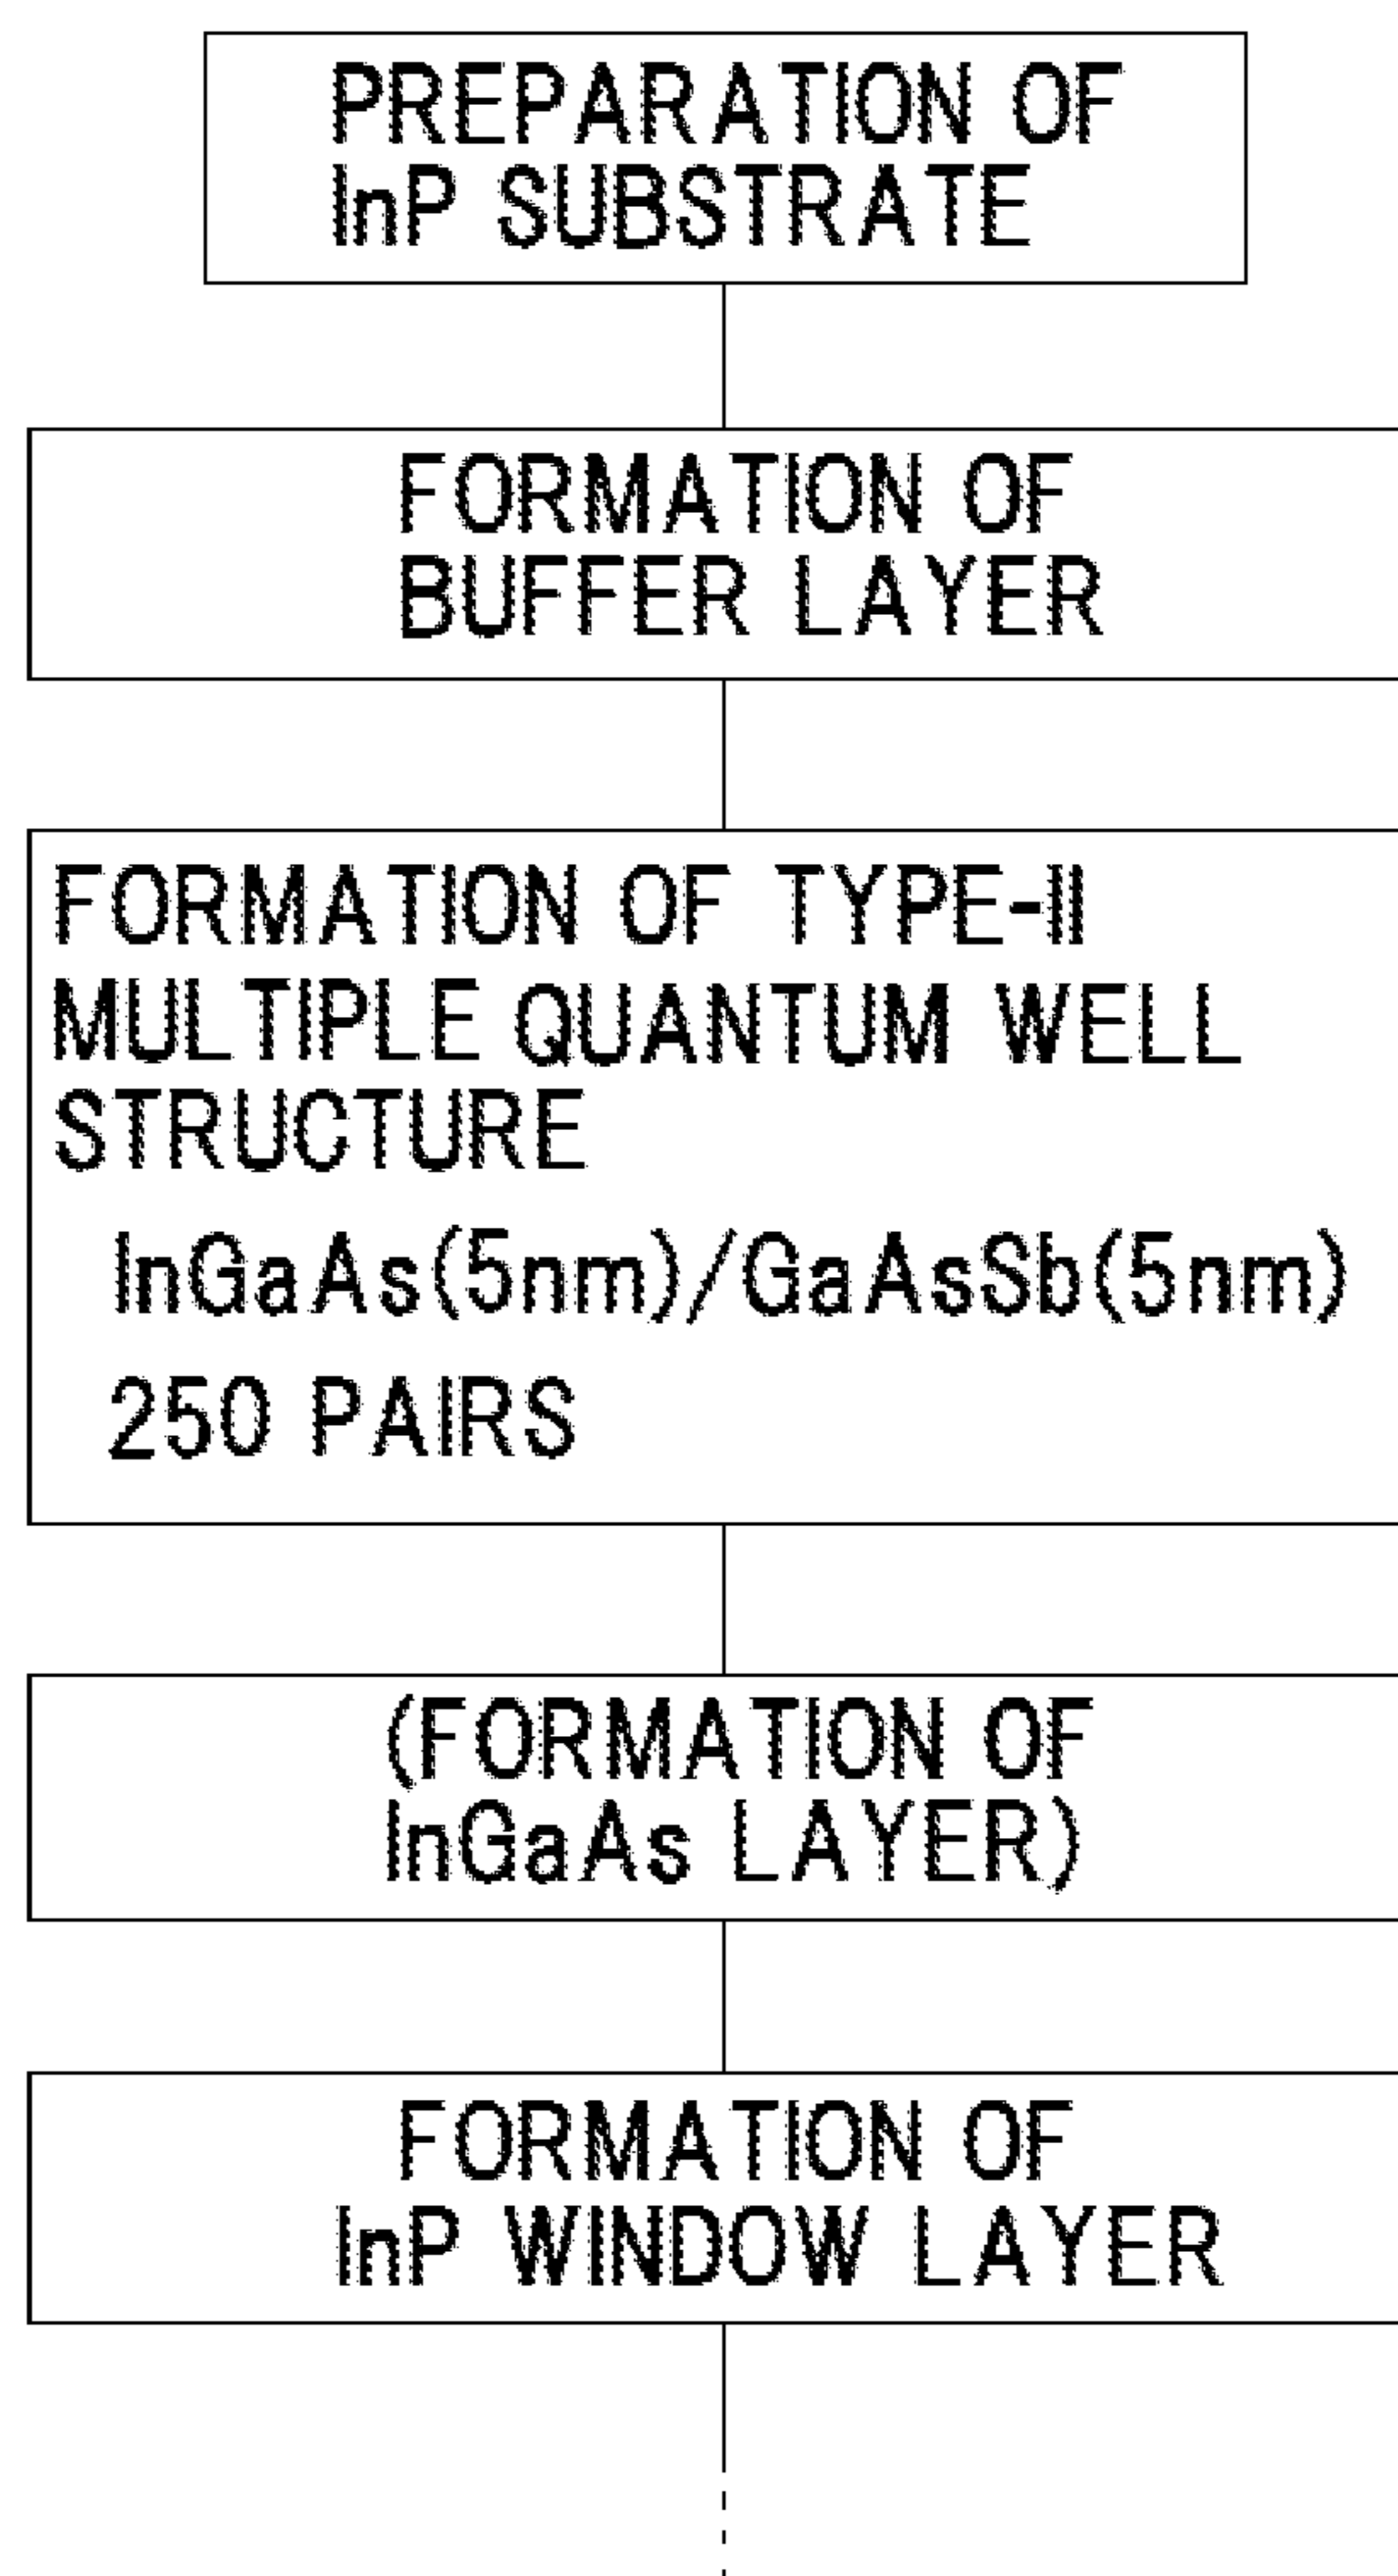 PREPARATION OF
InP SUBSTRATE
FORMATION OF
BUFFER LAYER
FORMATION OF TYPE-II
MULTIPLE QUANTUM WELL
STRUCTURE
InGaAs(5nm)/GaAsSb(5nm)
250 PAIRS
(FORMATION OF
InGaAs LAYER)
FORMATION OF
InP WINDOW LAYER